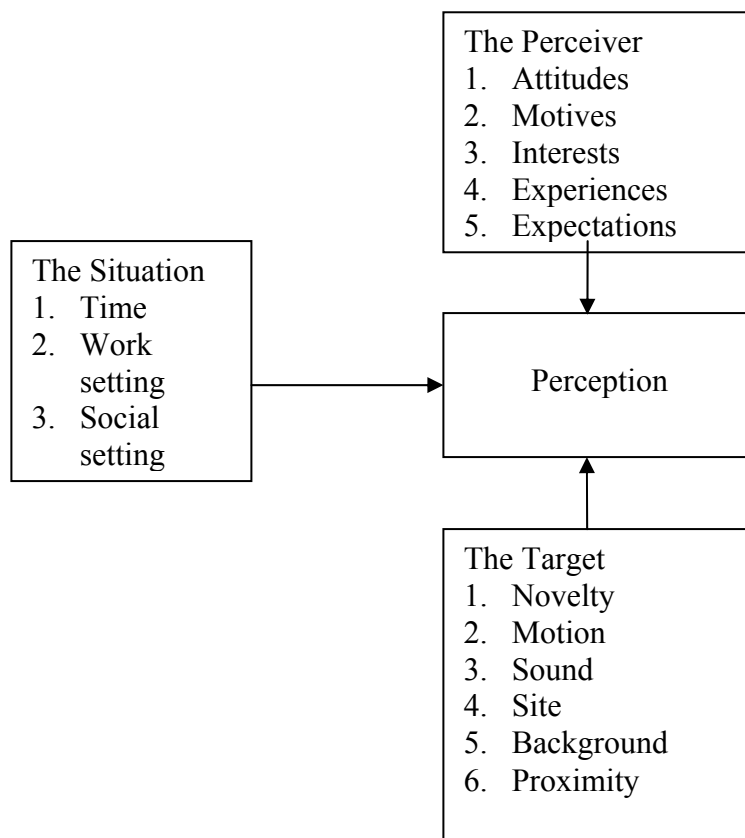 The Perceiver
1. Attitudes
2. Motives
3. Interests
4. Experiences
5. Expectations
The Situation
1. Time
2. Work
setting
3. Social
setting
Perception
The Target
1. Novelty
2. Motion
3. Sound
4. Site
5. Background
6. Proximity